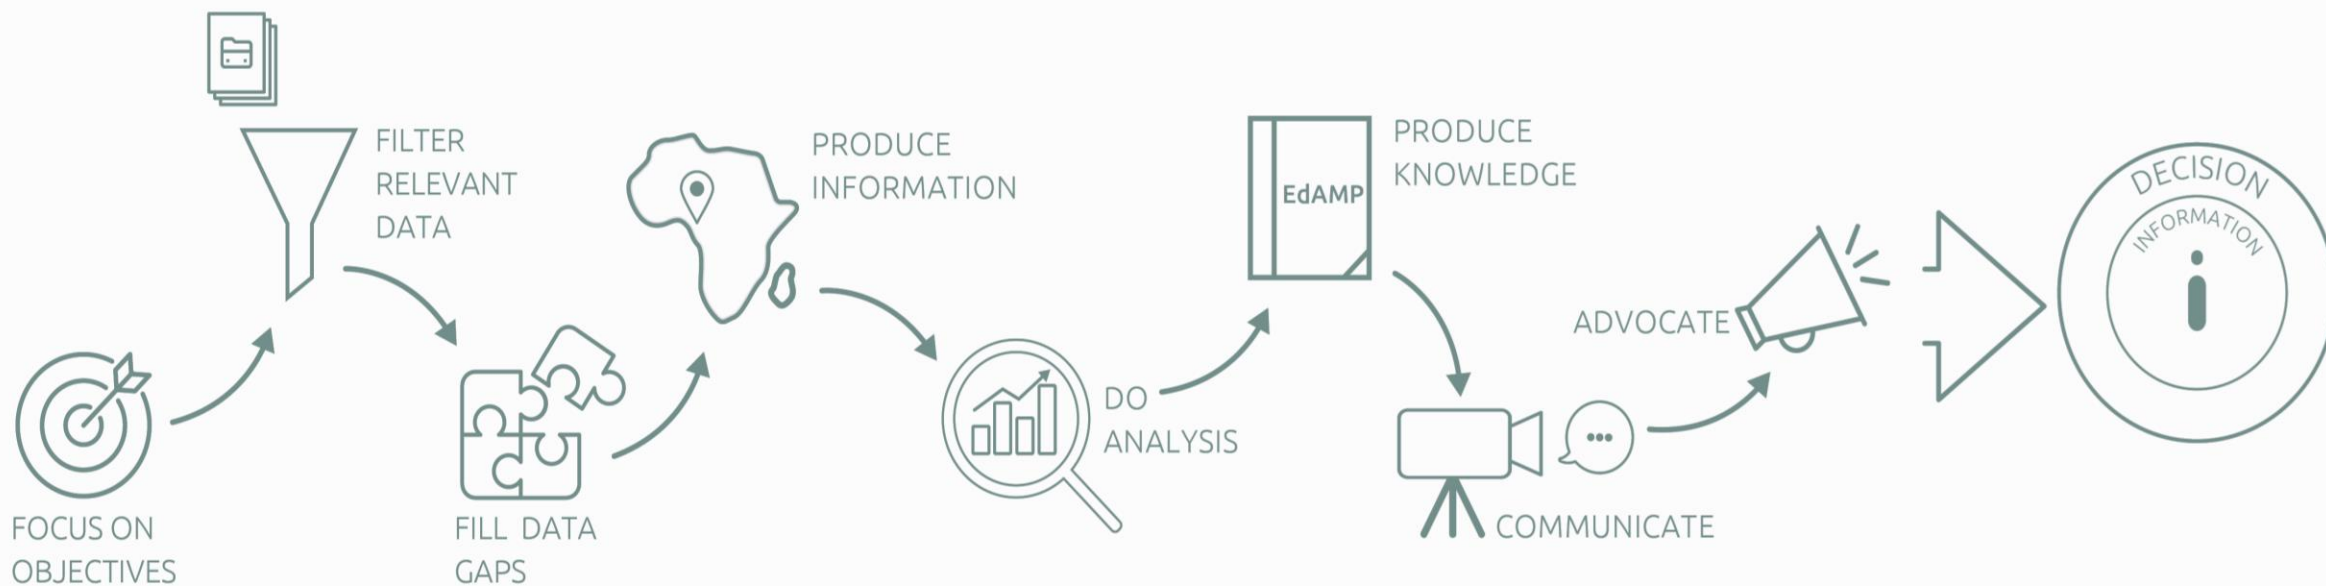 FOCUS ON
OBJECTIVES
FILTER
RELEVANT
DATA
FILL DATA
GAPS
PRODUCE
INFORMATION
DO
ANALYSIS
EdAMP
PRODUCE
KNOWLEDGE
COMMUNICATE
ADVOCATE
DECISION
INFORMATION
i